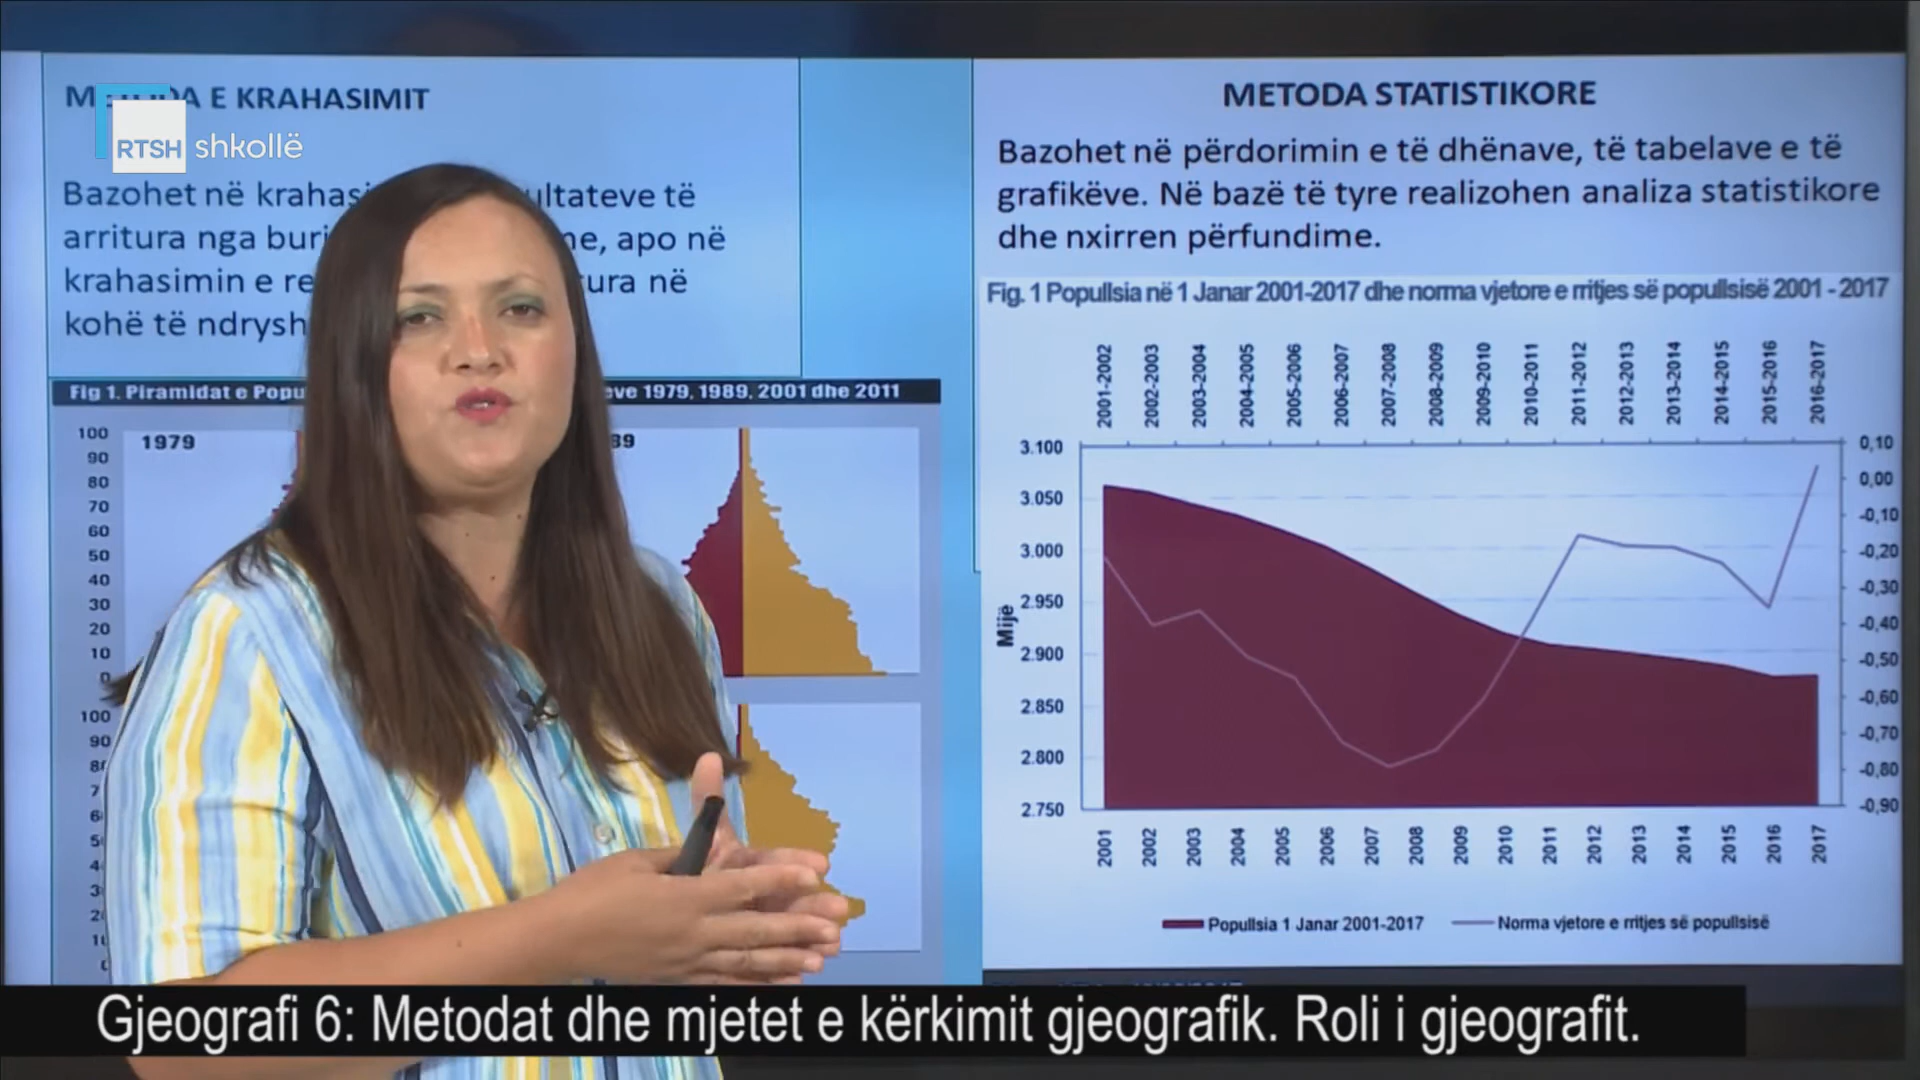 METODA E KRAHASIMIT
RTSH shkollë
Bazohet në ultateve të
arritura nga apo në
krahasimin e në
kohë të
Fig 1. Piramidat e 1979, 1989, 2001 dhe 2011
1979
100
90
80
70
60
50
40
30
20
10
0
100
90
METODA STATISTIKORE
Bazohet në përdorimin e të dhënave, të tabelave e të
grafikëve. Në bazë të tyre realizohen analiza statistikore
dhe nxirren përfundime.
Fig. 1 Popullsia në 1 Janar 2001-2017 dhe norma vjetore e rritjes së popullsisë 2001 - 2017
2001-2002 2002-2003 2003-2004 2004-2005 2005-2006 2006-2007 2007-2008 2008-2009 2009-2010 2010-2011 2011-2012 2012-2013 2013-2014 2014-2015 2015-2016 2016-2017
3.100 0,10
3.050 0,00
3.000 -0,10
2.950 -0,20
2.900 -0,30
2.850 -0,40
2.800 -0,50
2.750 -0,60
-0,70
-0,80
-0,90
Mijë
2001 2002 2003 2004 2005 2006 2007 2008 2009 2010 2011 2012 2013 2014 2015 2016 2017
Popullsia 1 Janar 2001-2017 Norma vjetore e rritjes së popullsisë
Gjeografi 6: Metodat dhe mjetet e kërkimit gjeografik. Roli i gjeografit.